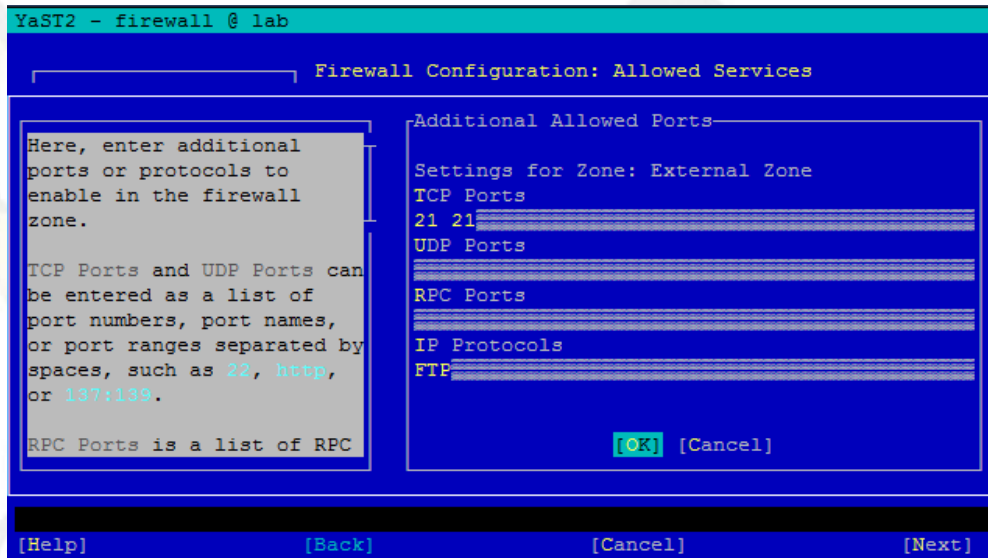 YaST2 - firewall @ lab
Firewall Configuration: Allowed Services
Here, enter additional
ports or protocols to
enable in the firewall
zone.
TCP Ports and UDP Ports can
be entered as a list of
port numbers, port names,
or port ranges separated by
spaces, such as 22, http,
or 137:139.
RPC Ports is a list of RPC
Additional Allowed Ports
Settings for Zone: External Zone
TCP Ports
21 21
UDP Ports
RPC Ports
IP Protocols
FTP
[OK] [Cancel]
[Help] [Back] [Cancel] [Next]